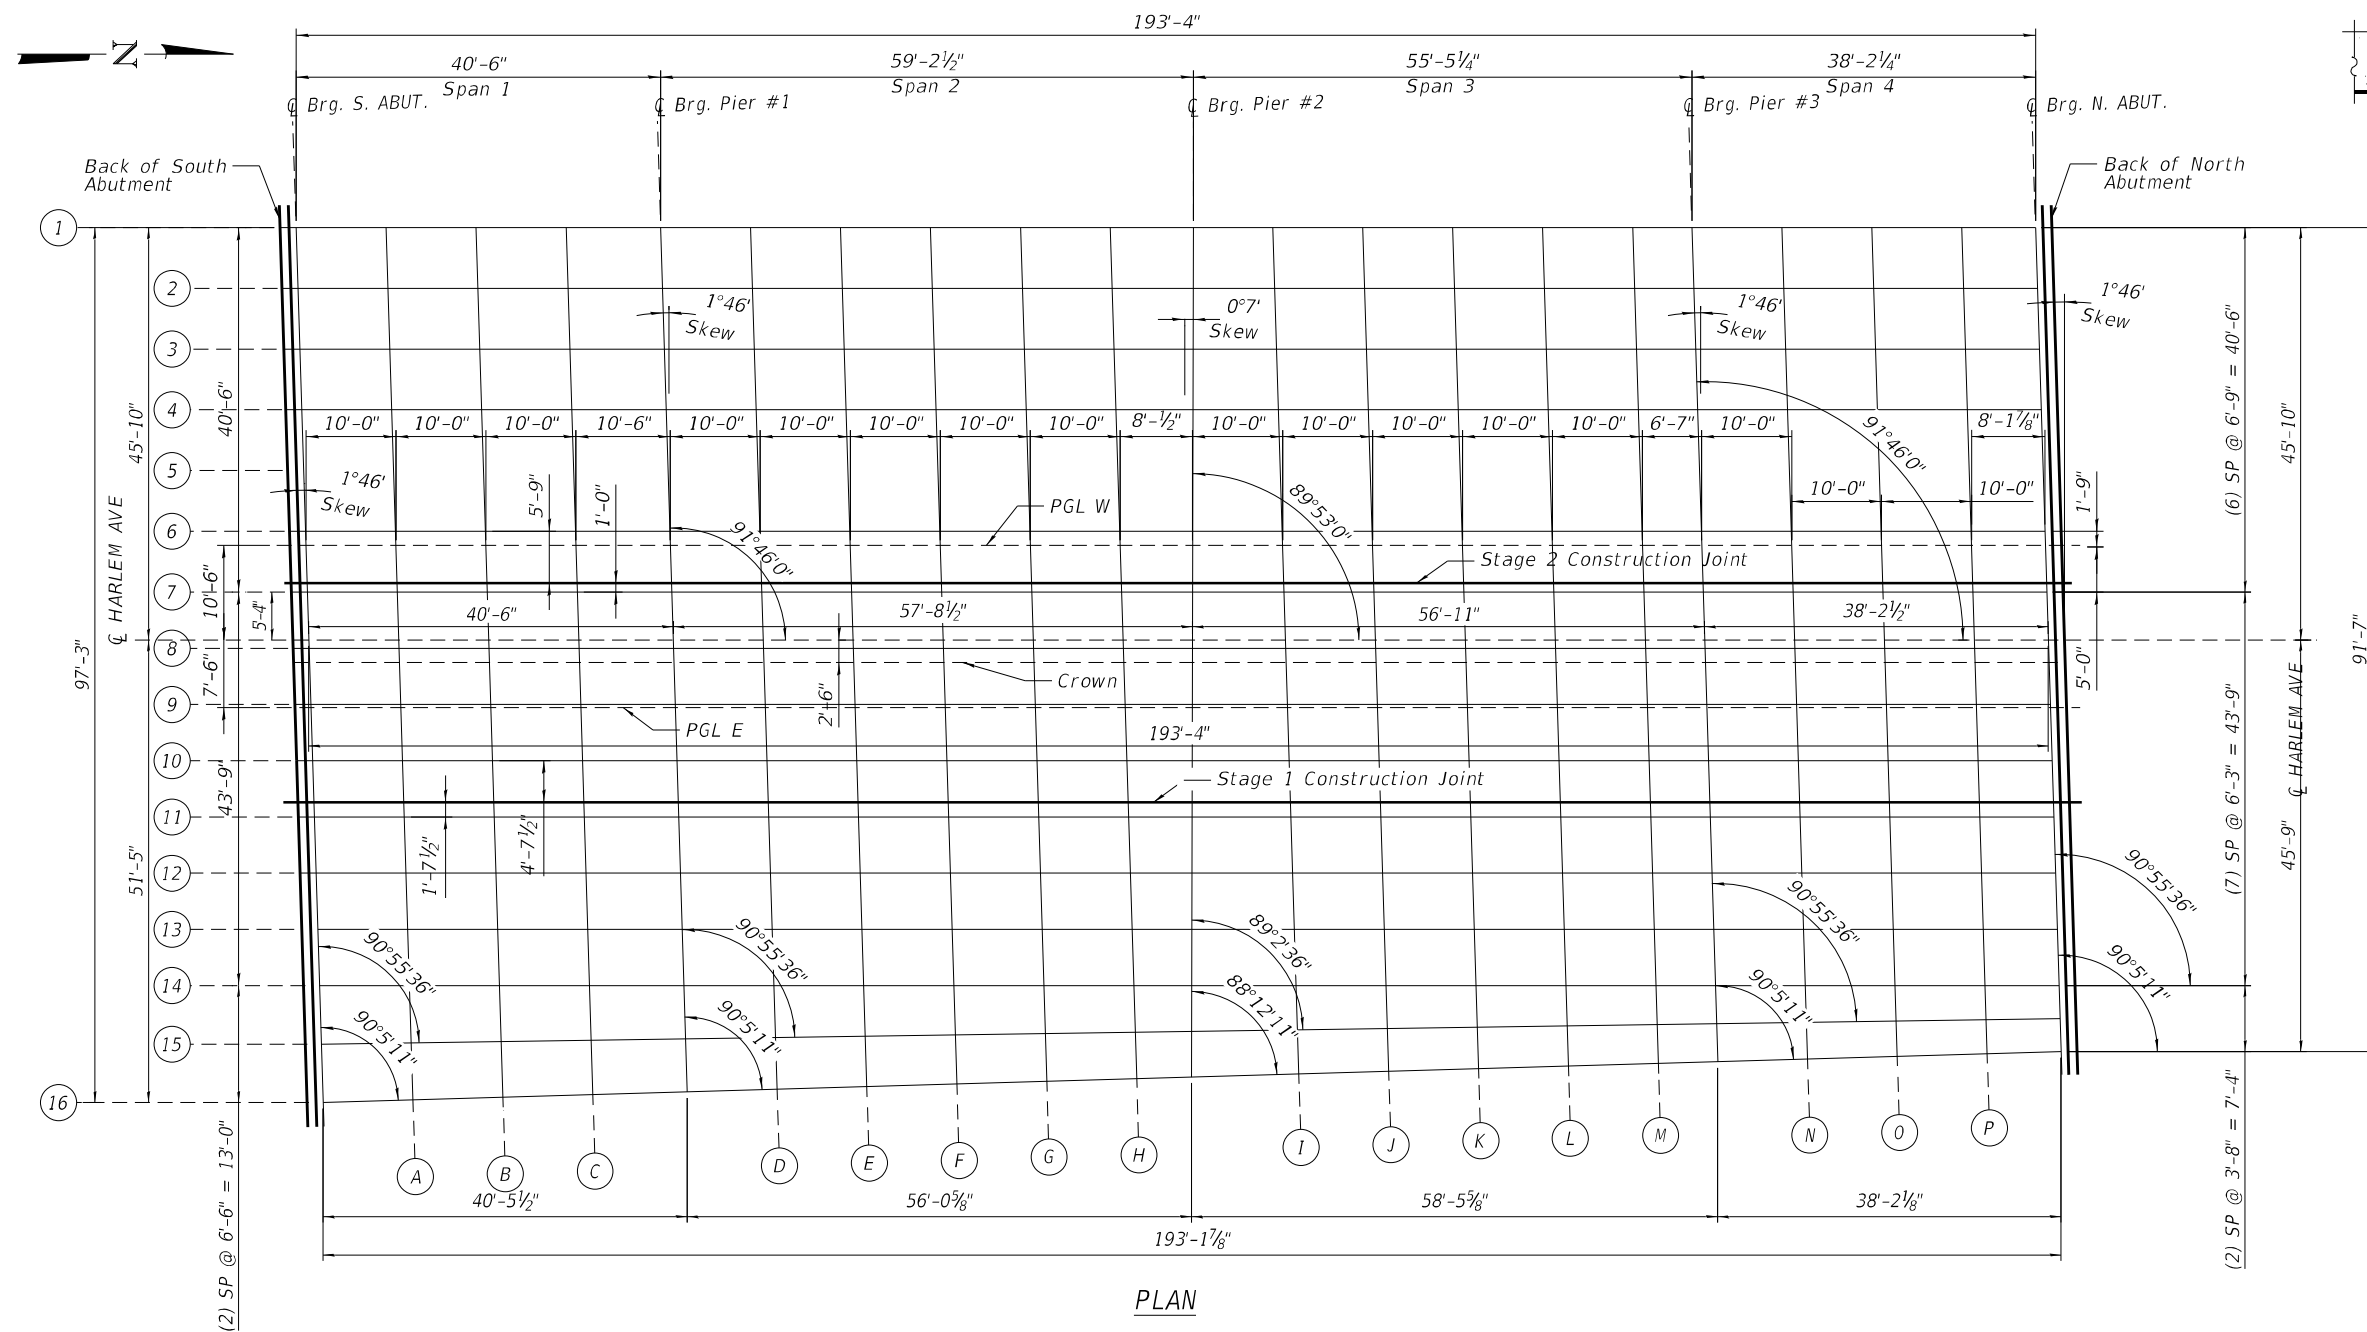 193'-4"
N
40'-6"
Span 1
59'-2½"
Span 2
55'-5¼"
Span 3
38'-2¼"
Span 4
℄ Brg. S. ABUT.
℄ Brg. Pier #1
℄ Brg. Pier #2
℄ Brg. Pier #3
℄ Brg. N. ABUT.
Back of South
Abutment
Back of North
Abutment
1
2
3
4
5
6
7
8
9
10
11
12
13
14
15
16
1°46'
Skew
0°7'
Skew
1°46'
Skew
1°46'
Skew
1°46'
Skew
10'-0"
10'-0"
10'-0"
10'-6"
10'-0"
10'-0"
10'-0"
10'-0"
10'-0"
8'-½"
10'-0"
10'-0"
10'-0"
10'-0"
10'-0"
6'-7"
10'-0"
8'-1⅞"
10'-0"
10'-0"
97'-3"
℄ HARLEM AVE
45'-10"
51'-5"
40'-6"
10'-6"
5'-4"
7'-6"
43'-9"
(2) SP @ 6'-6" = 13'-0"
5'-9"
1'-0"
91°46'0"
89°53'0"
91°46'0"
PGL W
Stage 2 Construction Joint
40'-6"
57'-8½"
56'-11"
38'-2½"
2'-6"
Crown
PGL E
193'-4"
Stage 1 Construction Joint
1'-7½"
4'-7½"
1'-9"
5'-0"
(6) SP @ 6'-9" = 40'-6"
(7) SP @ 6'-3" = 43'-9"
(2) SP @ 3'-8" = 7'-4"
45'-10"
℄ HARLEM AVE
45'-9"
91'-7"
90°55'36"
90°5'11"
90°55'36"
90°5'11"
89°2'36"
88°12'11"
90°55'36"
90°5'11"
90°55'36"
90°5'11"
A
B
C
D
E
F
G
H
I
J
K
L
M
N
O
P
40'-5½"
56'-0⅝"
58'-5⅝"
38'-2⅛"
193'-1⅞"
PLAN